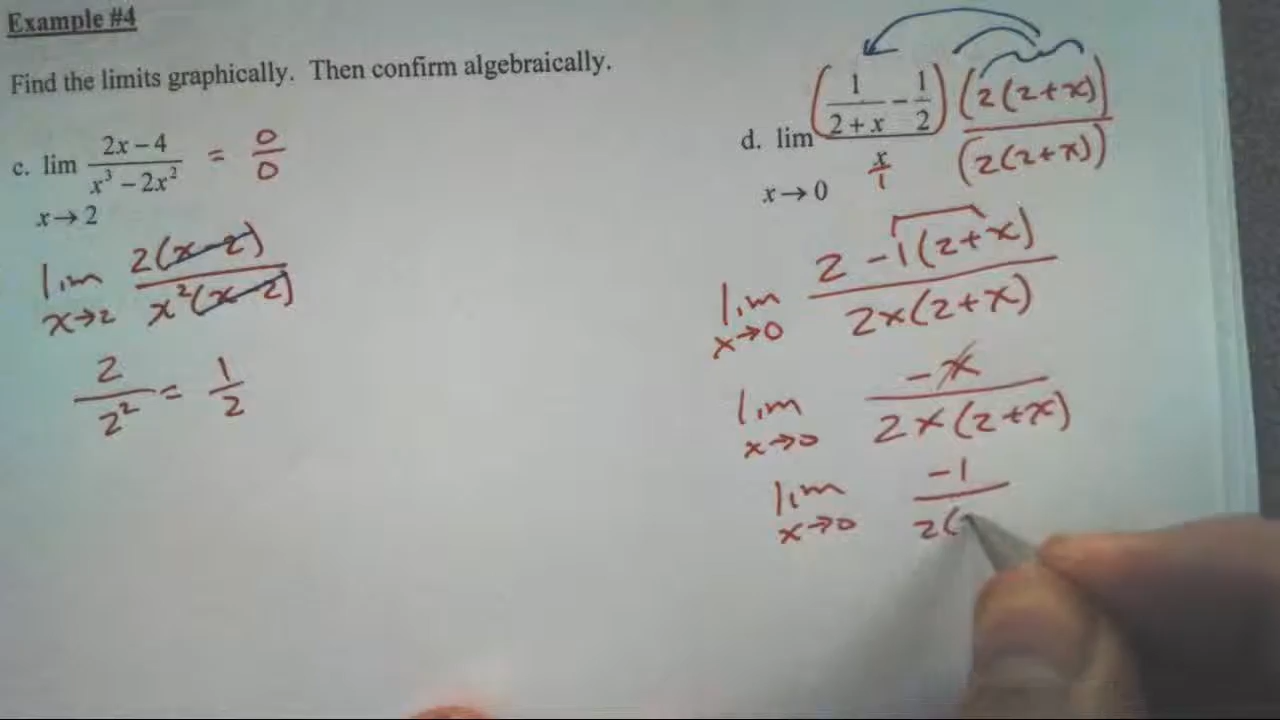 Example #4
Find the limits graphically. Then confirm algebraically.
c. lim (2x − 4)/(x³ − 2x²) = 0/0
x → 2
lim 2(x-2)/x²(x-2)
x→2
2/2² = 1/2
d. lim (1/(2 + x) − 1/2)/(x/1) (2(2+x))/(2(2+x))
x → 0
lim 2 - 1(2+x)/2x(2+x)
x→0
lim -x/2x(2+x)
x→0
lim -1/2(
x→0